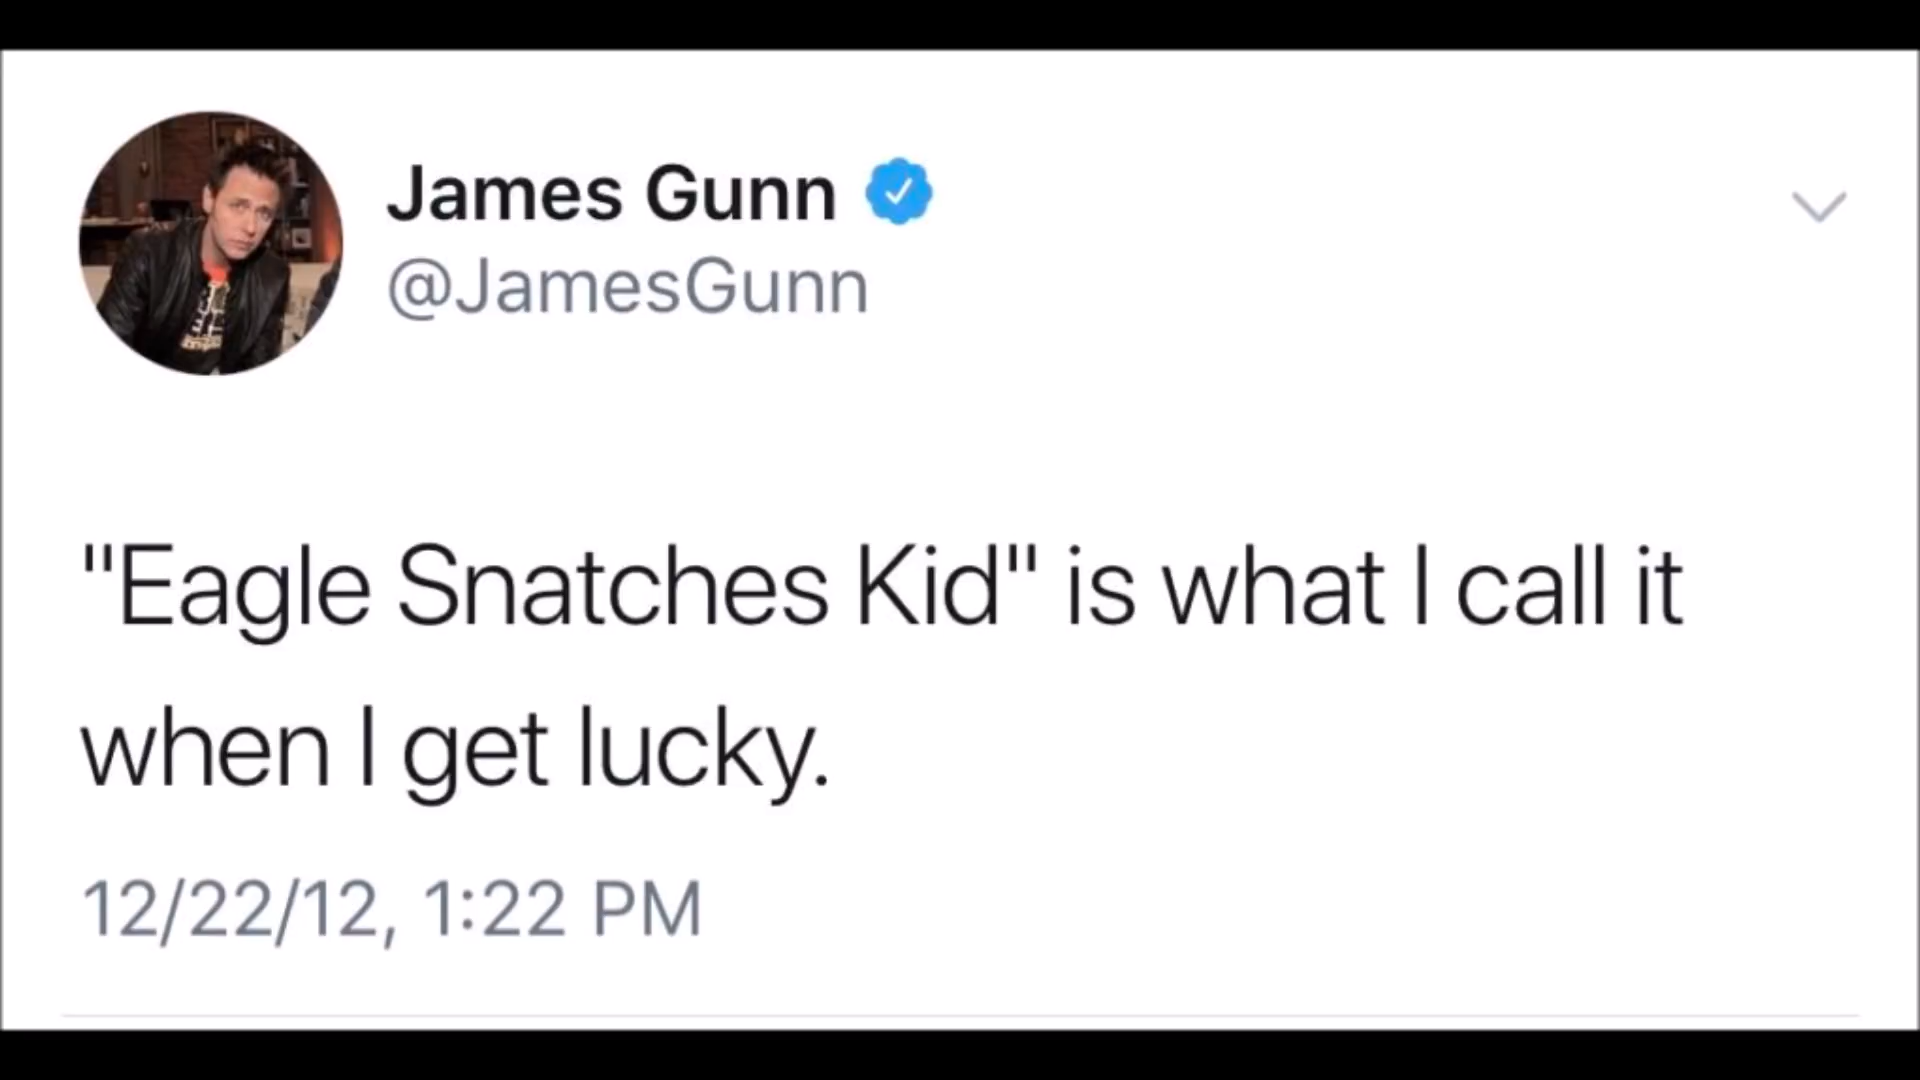 James Gunn
@JamesGunn
"Eagle Snatches Kid" is what I call it
when I get lucky.
12/22/12, 1:22 PM